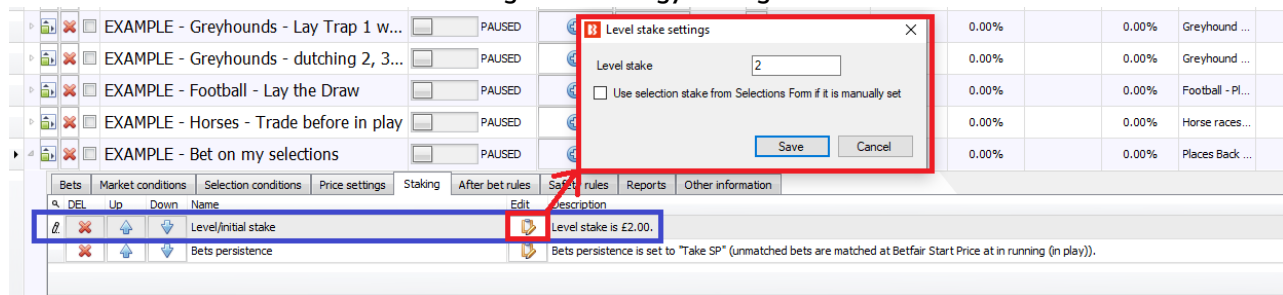 EXAMPLE - Greyhounds - Lay Trap 1 w... PAUSED 0.00% 0.00% Greyhound ...
EXAMPLE - Greyhounds - dutching 2, 3... PAUSED 0.00% 0.00% Greyhound ...
EXAMPLE - Football - Lay the Draw PAUSED 0.00% 0.00% Football - Pl...
EXAMPLE - Horses - Trade before in play PAUSED 0.00% 0.00% Horse races...
EXAMPLE - Bet on my selections PAUSED 0.00% 0.00% Places Back ...
Level stake settings
Level stake 2
Use selection stake from Selections Form if it is manually set
Save Cancel
Bets Market conditions Selection conditions Price settings Staking After bet rules Safety rules Reports Other information
DEL Up Down Name Edit Description
Level/initial stake Level stake is £2.00.
Bets persistence Bets persistence is set to "Take SP" (unmatched bets are matched at Betfair Start Price at in running (in play)).